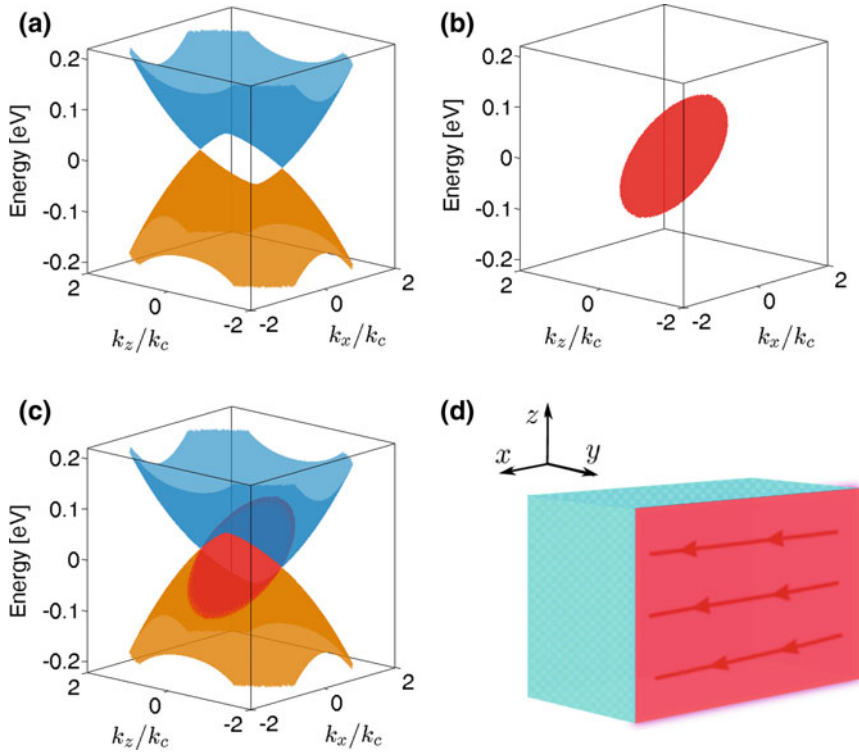 (a)
0.2
0.1
0
-0.1
-0.2
Energy [eV]
2
0
-2
k_z/k_c
-2
0
2
k_x/k_c
(b)
0.2
0.1
0
-0.1
-0.2
Energy [eV]
2
0
-2
k_z/k_c
-2
0
2
k_x/k_c
(c)
0.2
0.1
0
-0.1
-0.2
Energy [eV]
2
0
-2
k_z/k_c
-2
0
2
k_x/k_c
(d)
z
x
y